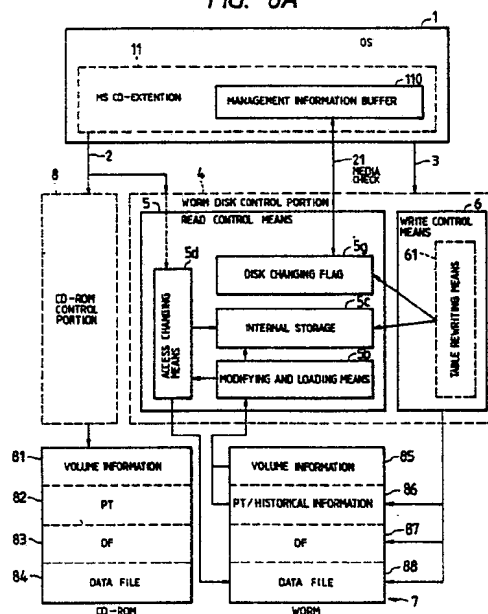 FIG. 8A
1
OS
11
110
MS CD-EXTENTION
MANAGEMENT INFORMATION BUFFER
2
21
3
MEDIA
CHECK
8
4
WORM DISK CONTROL PORTION
5
READ CONTROL MEANS
6
WRITE CONTROL
MEANS
5d
5g
61
DISK CHANGING FLAG
5c
CD-ROM
CONTROL
PORTION
ACCESS CHANGING
MEANS
INTERNAL STORAGE
TABLE REWRITING MEANS
5b
MODIFYING AND LOADING MEANS
81
VOLUME INFORMATION
VOLUME INFORMATION
85
82
PT
PT/HISTORICAL INFORMATION
86
83
DF
DF
87
84
DATA FILE
DATA FILE
88
CD-ROM
WORM
7